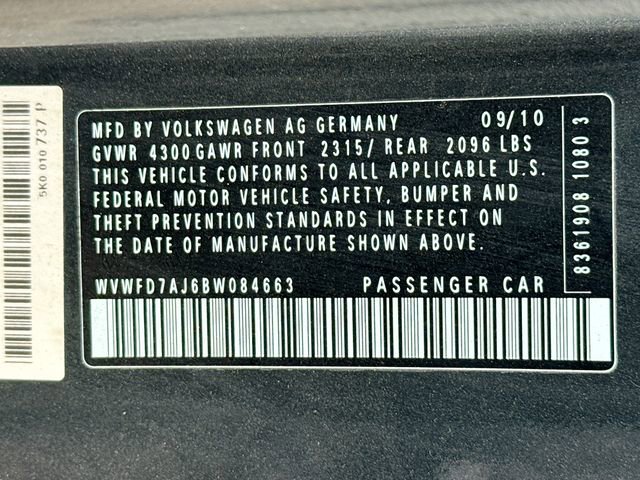 MFD BY VOLKSWAGEN AG GERMANY 09/10
GVWR 4300 GAWR FRONT 2315/ REAR 2096 LBS
THIS VEHICLE CONFORMS TO ALL APPLICABLE U.S.
FEDERAL MOTOR VEHICLE SAFETY, BUMPER AND
THEFT PREVENTION STANDARDS IN EFFECT ON
THE DATE OF MANUFACTURE SHOWN ABOVE.
WVWFD7AJ6BW084663 PASSENGER CAR
8361908 1080 3
5K0 010 737 P